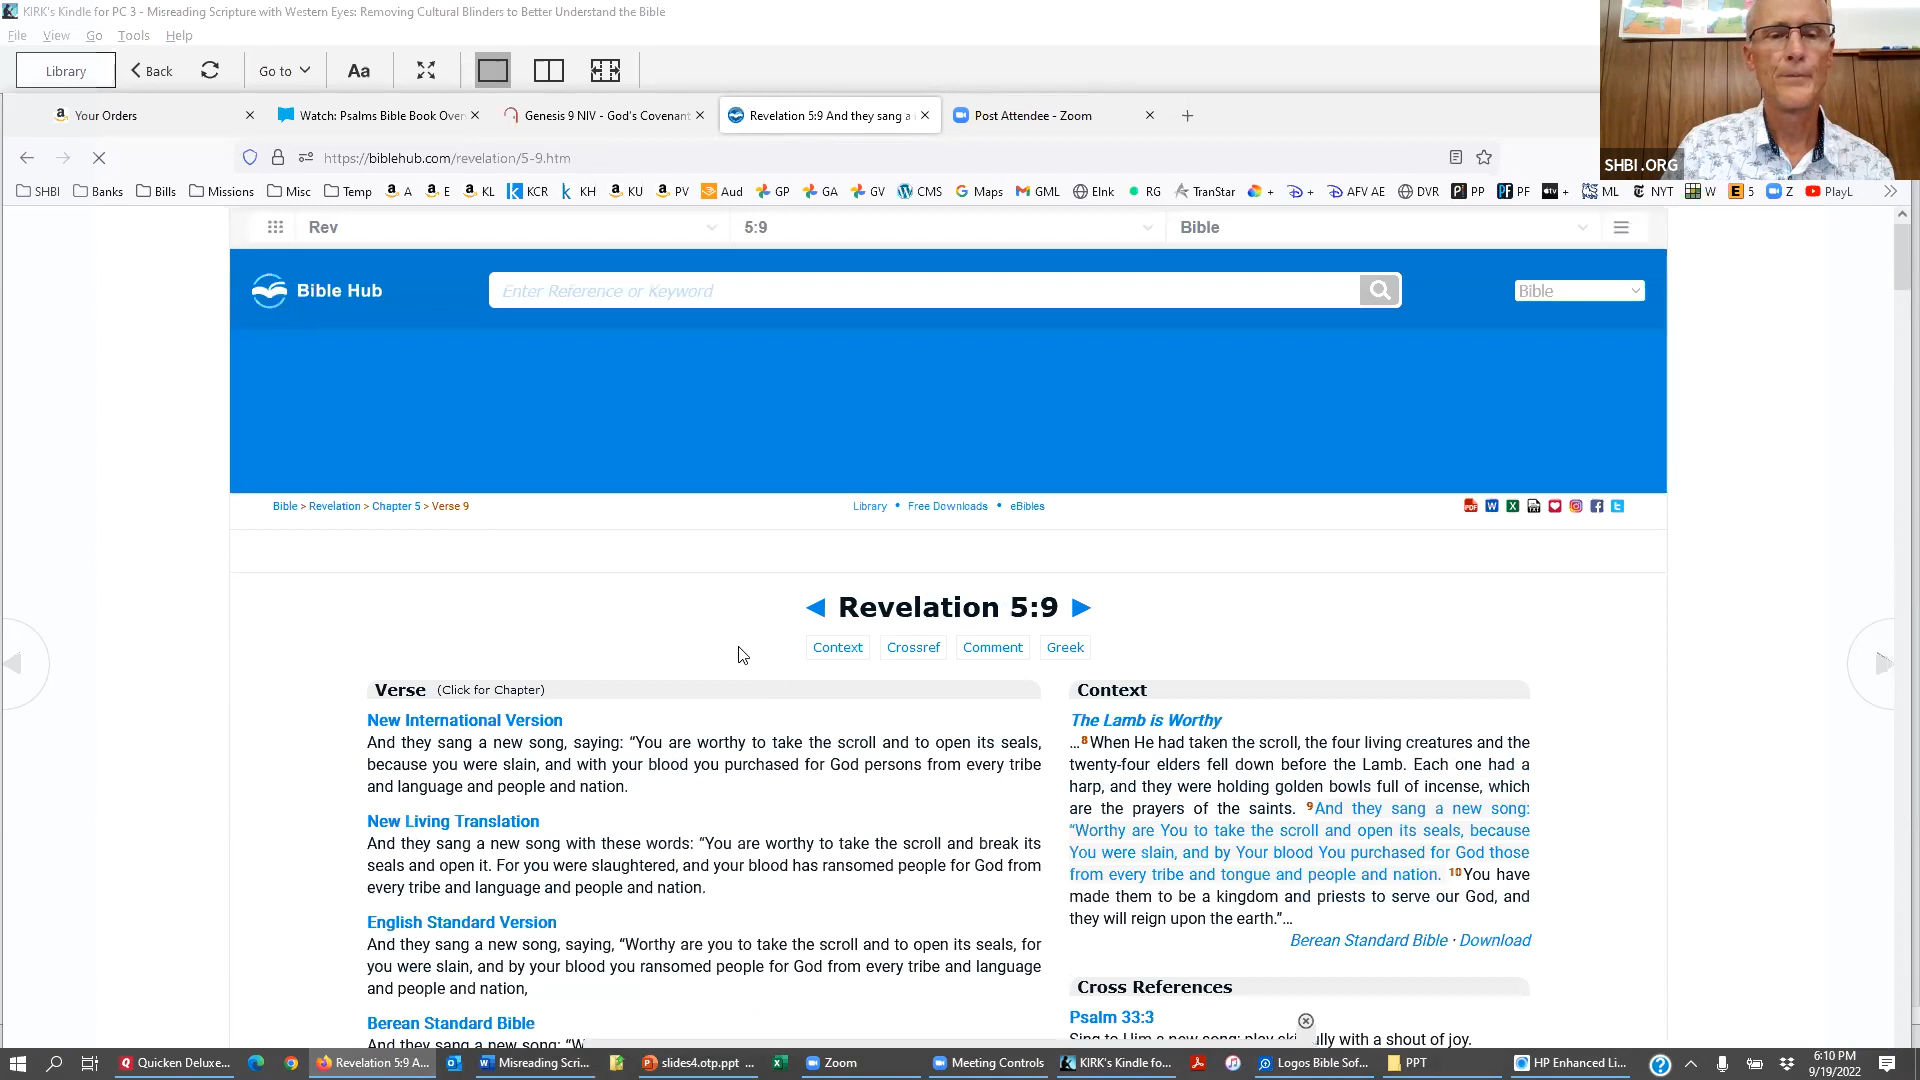 KIRK's Kindle for PC 3 - Misreading Scripture with Western Eyes: Removing Cultural Blinders to Better Understand the Bible
File View Go Tools Help
Library Back Go to Aa
Your Orders Watch: Psalms Bible Book Over Genesis 9 NIV - God's Covenant Revelation 5:9 And they sang a Post Attendee - Zoom
https://biblehub.com/revelation/5-9.htm
SHBI.ORG
SHBI Banks Bills Missions Misc Temp A E KL KCR KH KU PV Aud GP GA GV CMS Maps GML EInk RG TranStar + + AFV AE DVR PP PF + ML NYT W 5 Z PlayL
Rev 5:9 Bible
Bible Hub Enter Reference or Keyword Bible
Bible > Revelation > Chapter 5 > Verse 9 Library • Free Downloads • eBibles
◄ Revelation 5:9 ►
Context Crossref Comment Greek
Verse (Click for Chapter)
New International Version
And they sang a new song, saying: “You are worthy to take the scroll and to open its seals,
because you were slain, and with your blood you purchased for God persons from every tribe
and language and people and nation.
New Living Translation
And they sang a new song with these words: “You are worthy to take the scroll and break its
seals and open it. For you were slaughtered, and your blood has ransomed people for God from
every tribe and language and people and nation.
English Standard Version
And they sang a new song, saying, “Worthy are you to take the scroll and to open its seals, for
you were slain, and by your blood you ransomed people for God from every tribe and language
and people and nation,
Berean Standard Bible
And they sang a new song: “W
Context
The Lamb is Worthy
…8When He had taken the scroll, the four living creatures and the
twenty-four elders fell down before the Lamb. Each one had a
harp, and they were holding golden bowls full of incense, which
are the prayers of the saints. 9And they sang a new song:
“Worthy are You to take the scroll and open its seals, because
You were slain, and by Your blood You purchased for God those
from every tribe and tongue and people and nation. 10You have
made them to be a kingdom and priests to serve our God, and
they will reign upon the earth.”…
Berean Standard Bible · Download
Cross References
Psalm 33:3
Sing to Him a new song; play skillfully with a shout of joy.
Quicken Deluxe... Revelation 5:9 A... Misreading Scri... slides4.otp.ppt ... Zoom Meeting Controls KIRK's Kindle fo... Logos Bible Sof... PPT HP Enhanced Li... 6:10 PM
9/19/2022